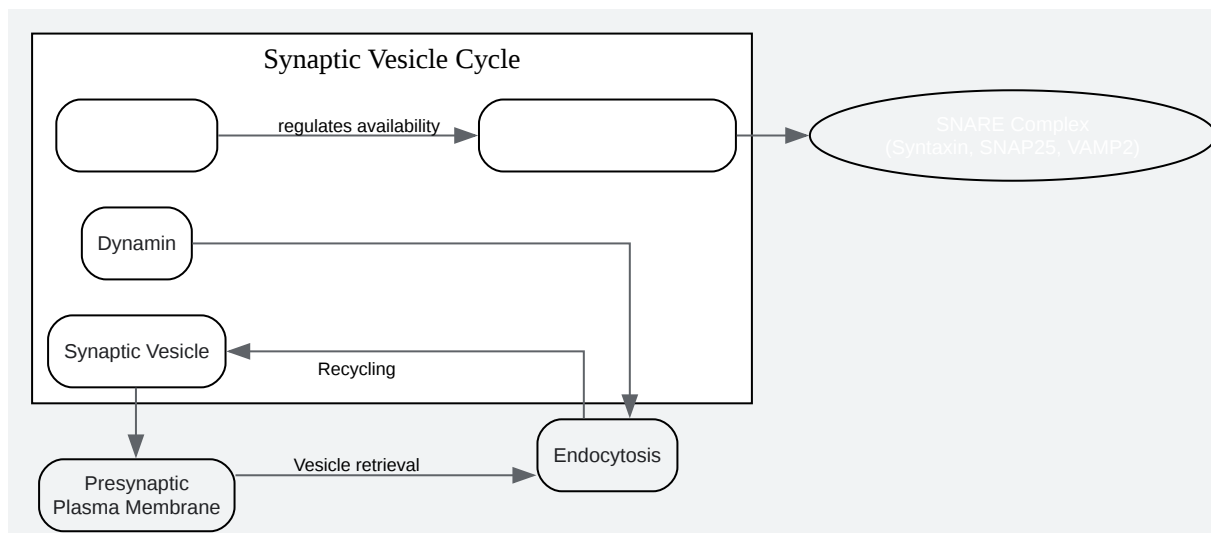 Synaptic Vesicle Cycle
regulates availability
SNARE Complex
(Syntaxin, SNAP25, VAMP2)
Dynamin
Synaptic Vesicle
Recycling
Endocytosis
Vesicle retrieval
Presynaptic
Plasma Membrane